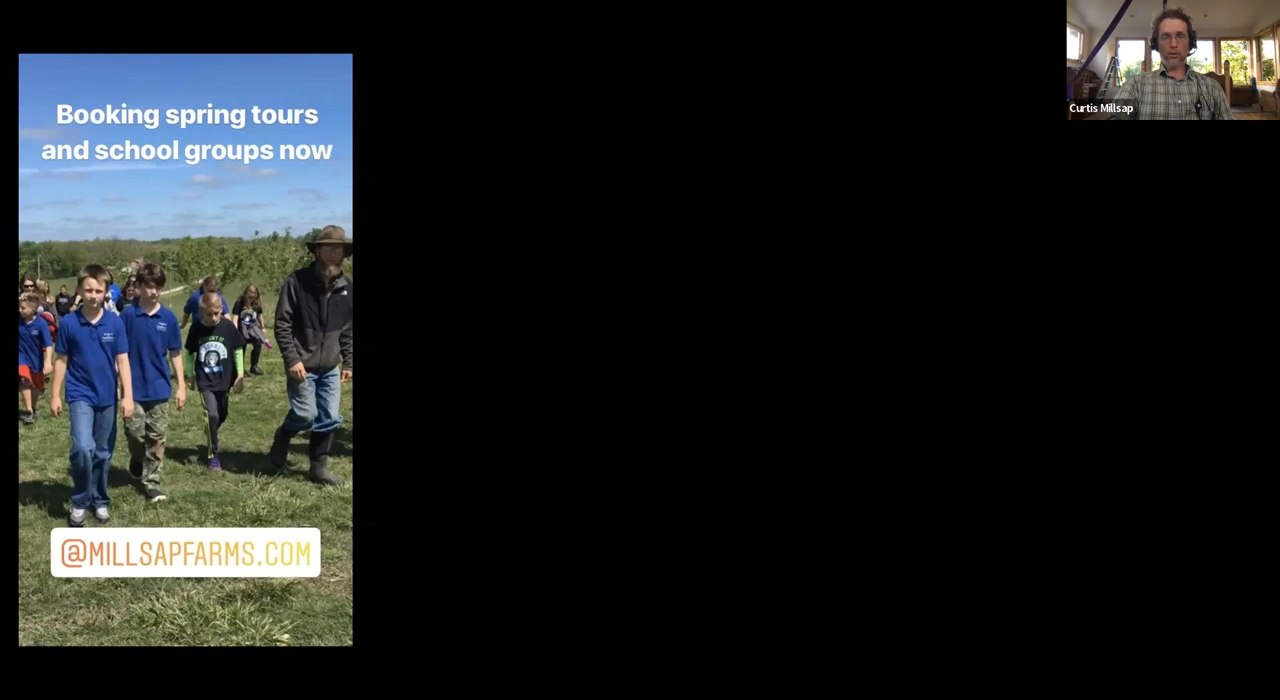 Booking spring tours
and school groups now
@MILLSAPFARMS.COM
Curtis Millsap